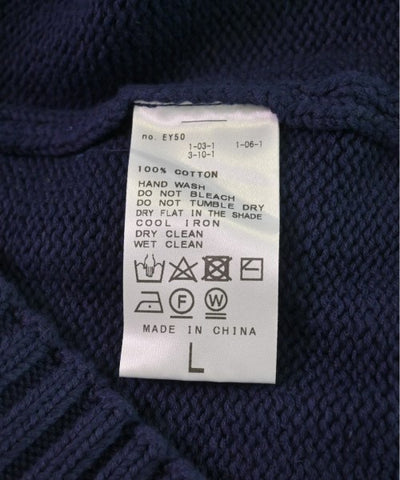 no. EY50
1-03-1 1-06-1
3-10-1
100% COTTON
HAND WASH
DO NOT BLEACH
DO NOT TUMBLE DRY
DRY FLAT IN THE SHADE
COOL IRON
DRY CLEAN
WET CLEAN
F W
MADE IN CHINA
L